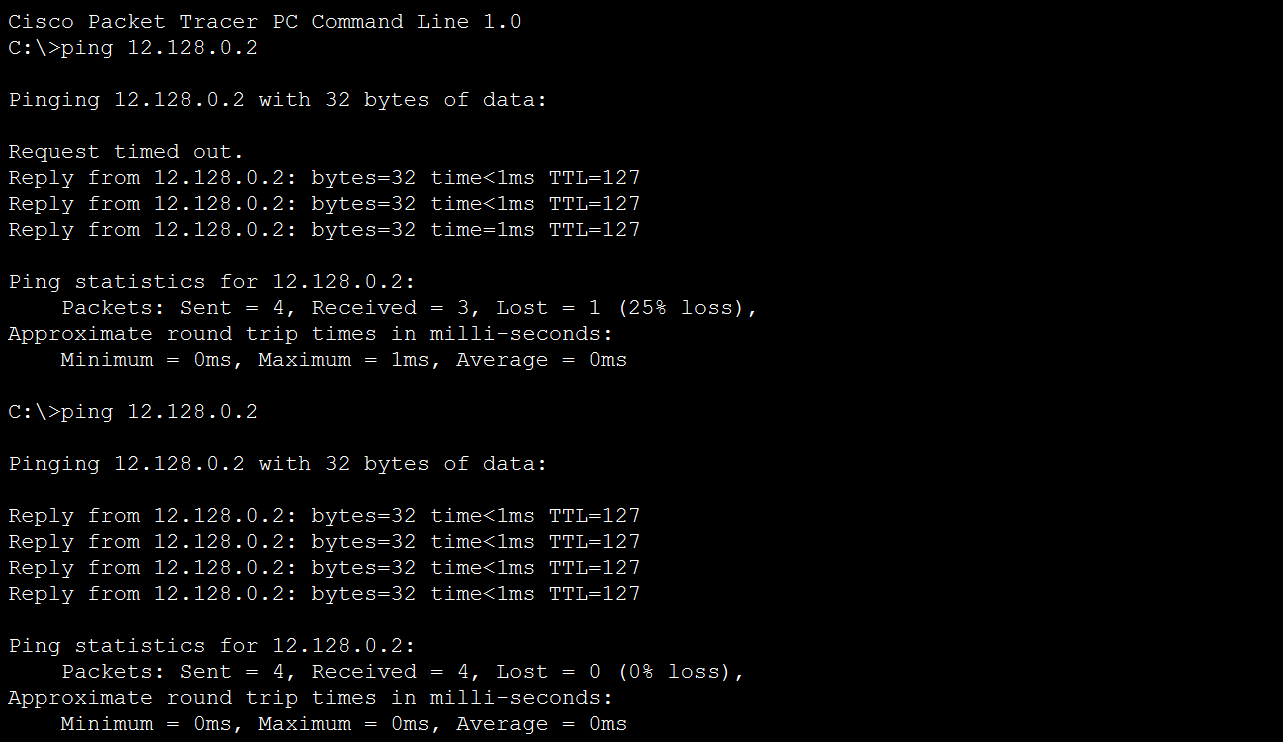 Cisco Packet Tracer PC Command Line 1.0
C:\>ping 12.128.0.2
Pinging 12.128.0.2 with 32 bytes of data:
Request timed out.
Reply from 12.128.0.2: bytes=32 time<1ms TTL=127
Reply from 12.128.0.2: bytes=32 time<1ms TTL=127
Reply from 12.128.0.2: bytes=32 time=1ms TTL=127
Ping statistics for 12.128.0.2:
    Packets: Sent = 4, Received = 3, Lost = 1 (25% loss),
Approximate round trip times in milli-seconds:
    Minimum = 0ms, Maximum = 1ms, Average = 0ms
C:\>ping 12.128.0.2
Pinging 12.128.0.2 with 32 bytes of data:
Reply from 12.128.0.2: bytes=32 time<1ms TTL=127
Reply from 12.128.0.2: bytes=32 time<1ms TTL=127
Reply from 12.128.0.2: bytes=32 time<1ms TTL=127
Reply from 12.128.0.2: bytes=32 time<1ms TTL=127
Ping statistics for 12.128.0.2:
    Packets: Sent = 4, Received = 4, Lost = 0 (0% loss),
Approximate round trip times in milli-seconds:
    Minimum = 0ms, Maximum = 0ms, Average = 0ms